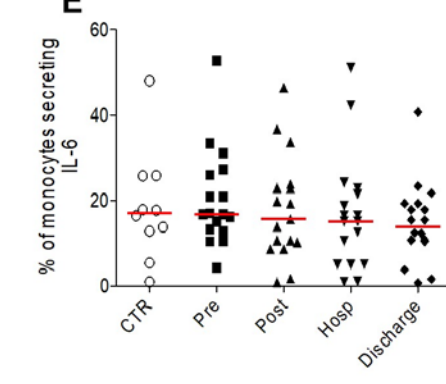 E
% of monocytes secreting
IL-6
60
40
20
0
CTR
Pre
Post
Hosp
Discharge